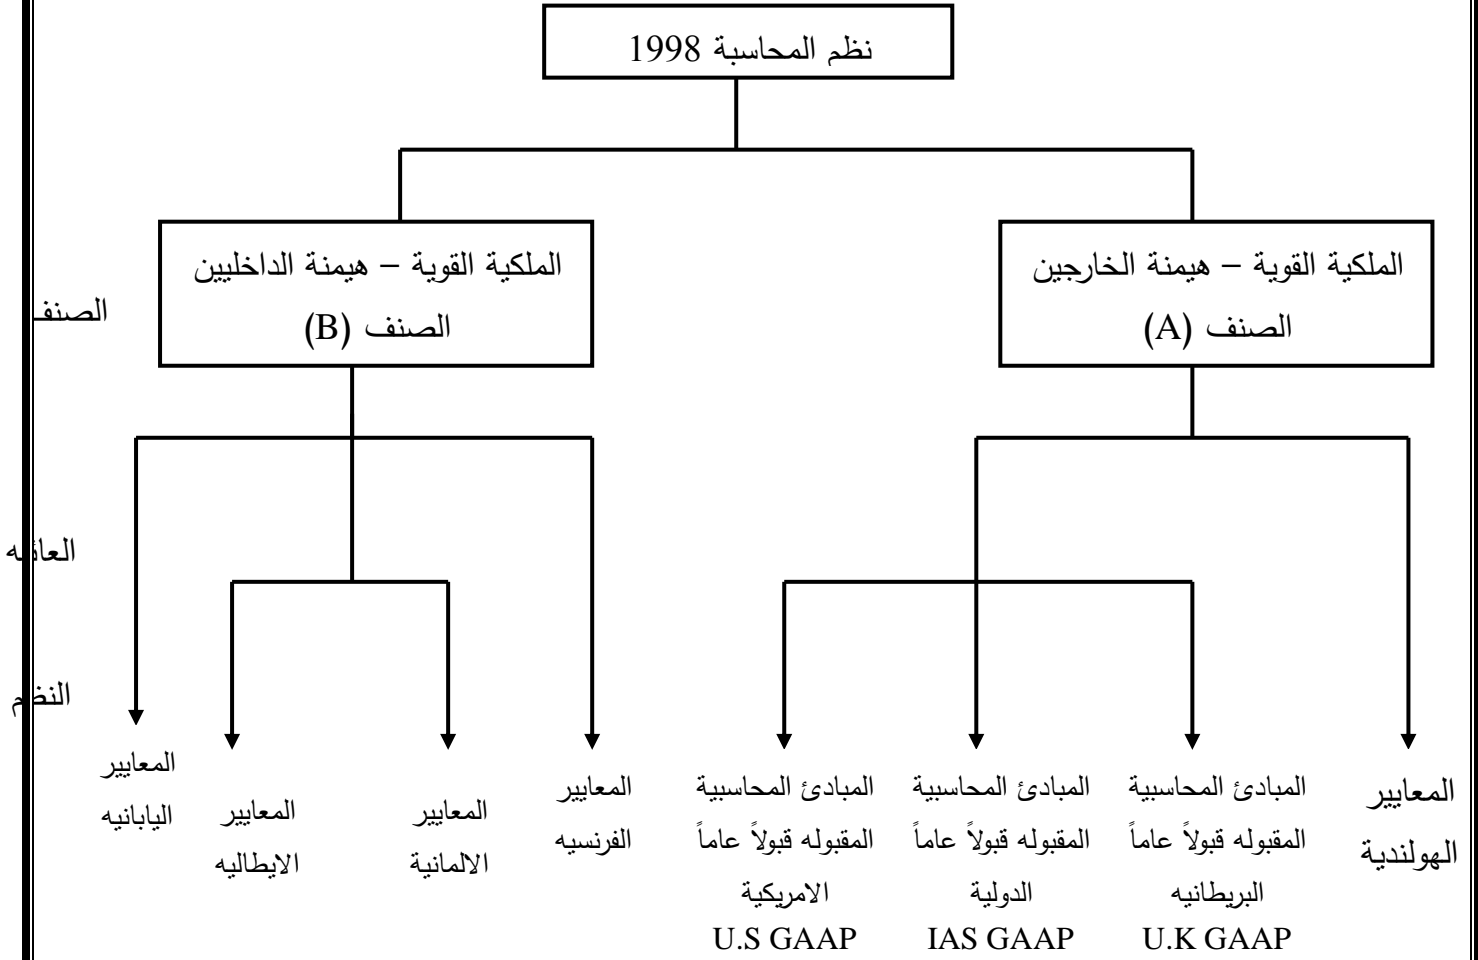 نظم المحاسبة 1998
الملكية القوية – هيمنة الخارجين
الصنف (A)
الملكية القوية – هيمنة الداخليين
الصنف (B)
الصنف
العائله
النظم
المعايير
الهولندية
المبادئ المحاسبية
المقبوله قبولاً عاماً
البريطانيه
U.K GAAP
المبادئ المحاسبية
المقبوله قبولاً عاماً
الدولية
IAS GAAP
المبادئ المحاسبية
المقبوله قبولاً عاماً
الامريكية
U.S GAAP
المعايير
الفرنسيه
المعايير
الالمانية
المعايير
الايطاليه
المعايير
اليابانيه